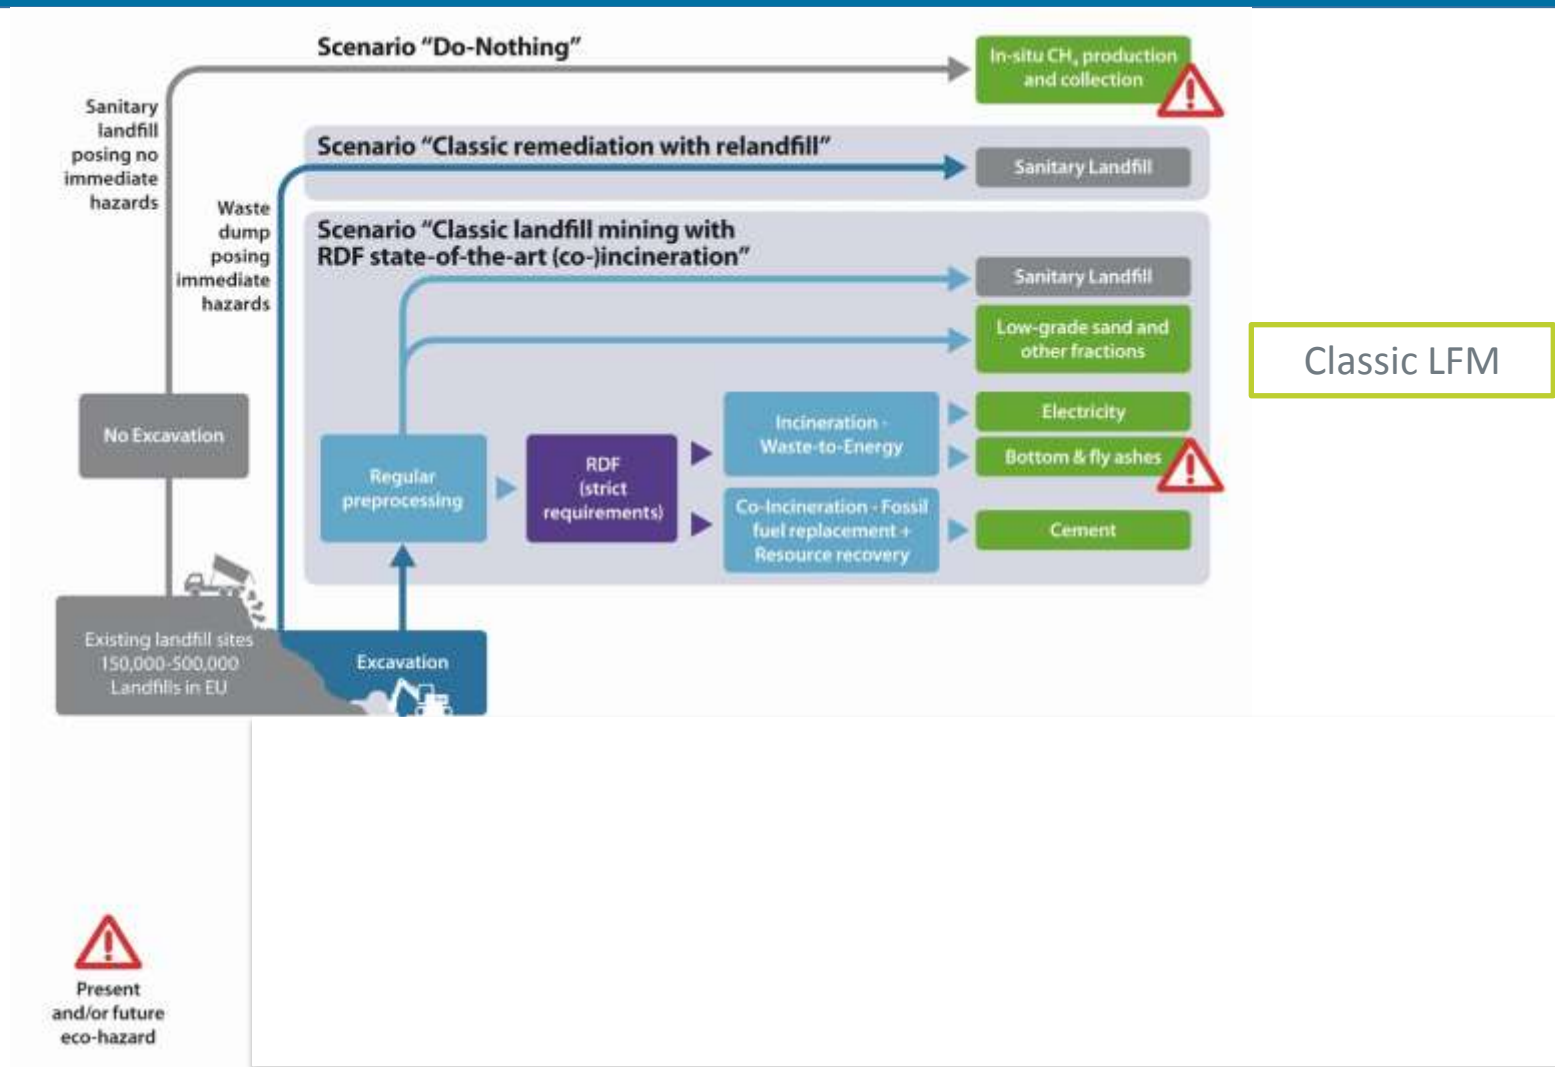 Scenario “Do-Nothing”
In-situ CH₄ production
and collection
Sanitary
landfill
posing no
immediate
hazards
Scenario “Classic remediation with relandfill”
Sanitary Landfill
Waste
dump
posing
immediate
hazards
Scenario “Classic landfill mining with
RDF state-of-the-art (co-)incineration”
Sanitary Landfill
Low-grade sand and
other fractions
Classic LFM
No Excavation
Regular
preprocessing
RDF
(strict
requirements)
Incineration -
Waste-to-Energy
Electricity
Bottom & fly ashes
Co-Incineration - Fossil
fuel replacement +
Resource recovery
Cement
Existing landfill sites
150,000-500,000
Landfills in EU
Excavation
Present
and/or future
eco-hazard